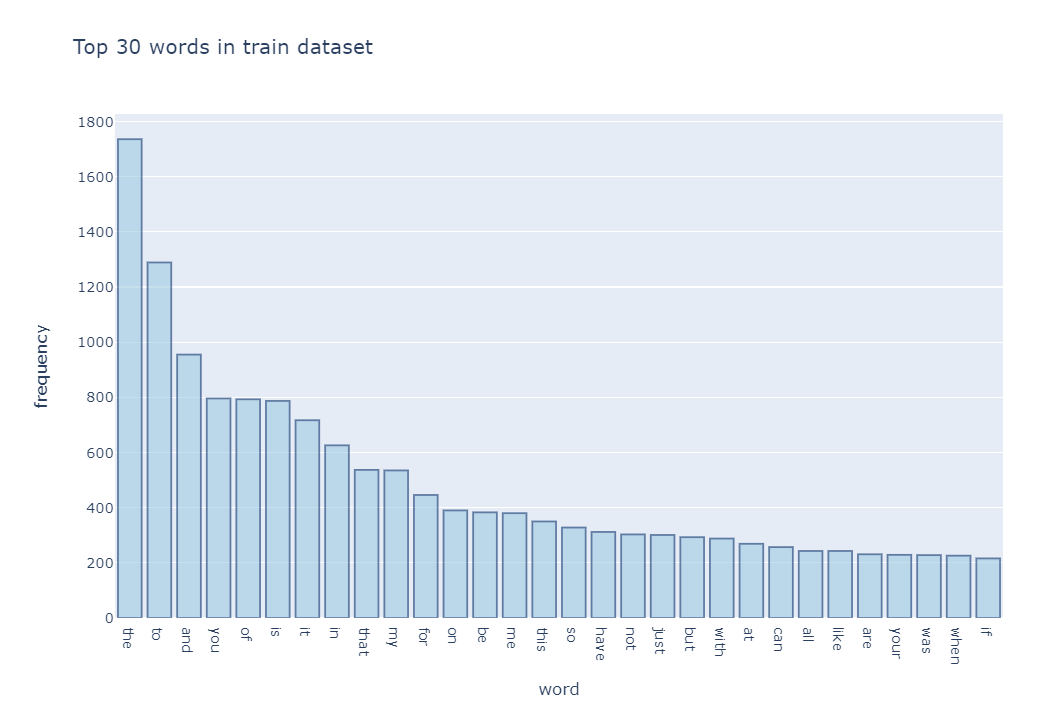 Top 30 words in train dataset
1800
1600
1400
1200
1000
800
600
400
200
0
frequency
the
to
and
you
of
is
it
in
that
my
for
on
be
me
this
so
have
not
just
but
with
at
can
all
like
are
your
was
when
if
word